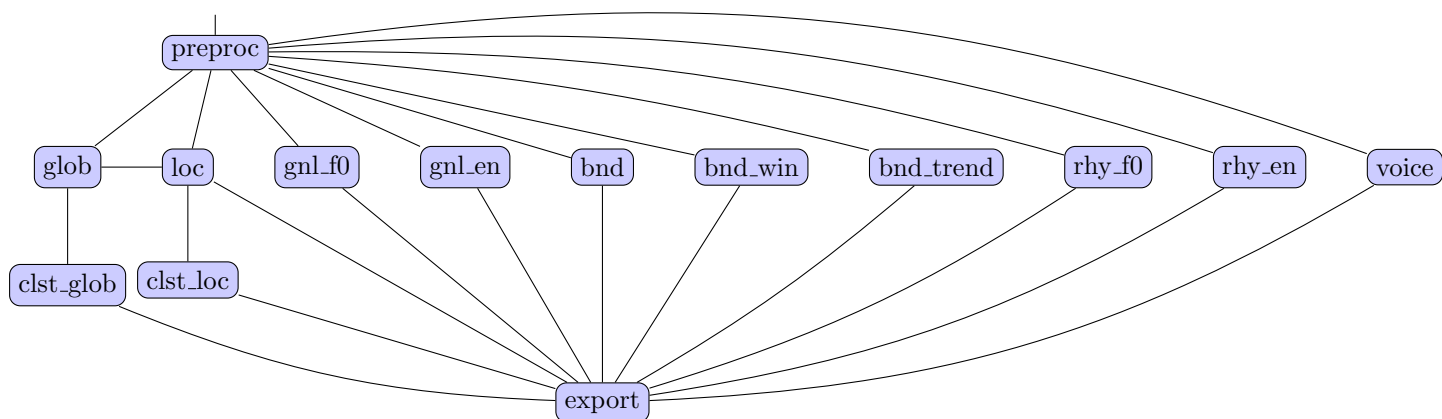 preproc
glob
loc
gnl_f0
gnl_en
bnd
bnd_win
bnd_trend
rhy_f0
rhy_en
voice
clst_glob
clst_loc
export